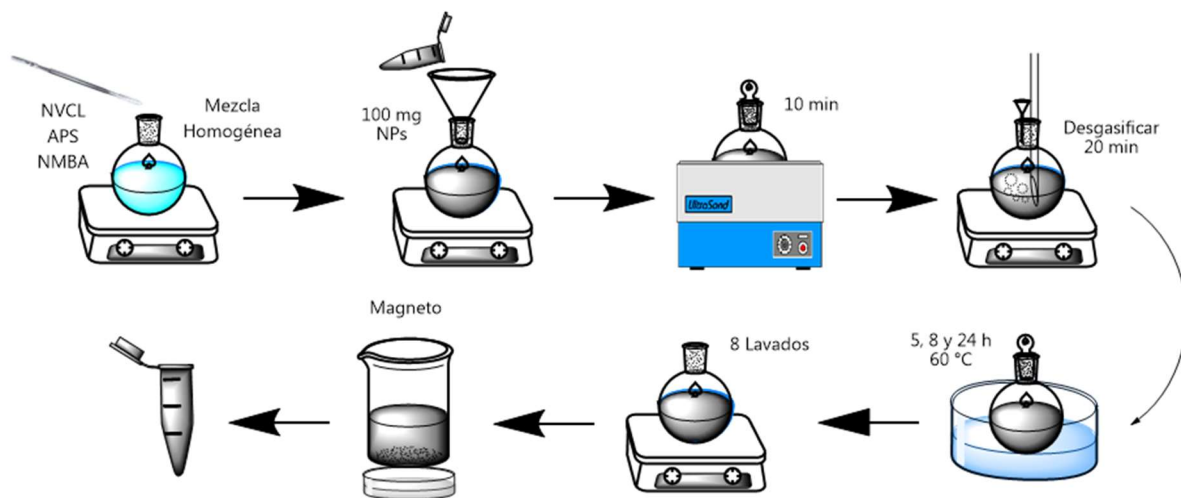 NVCL
APS
NMBA
Mezcla
Homogénea
100 mg
NPs
10 min
UltraSond
Desgasificar
20 min
Magneto
8 Lavados
5, 8 y 24 h
60 °C